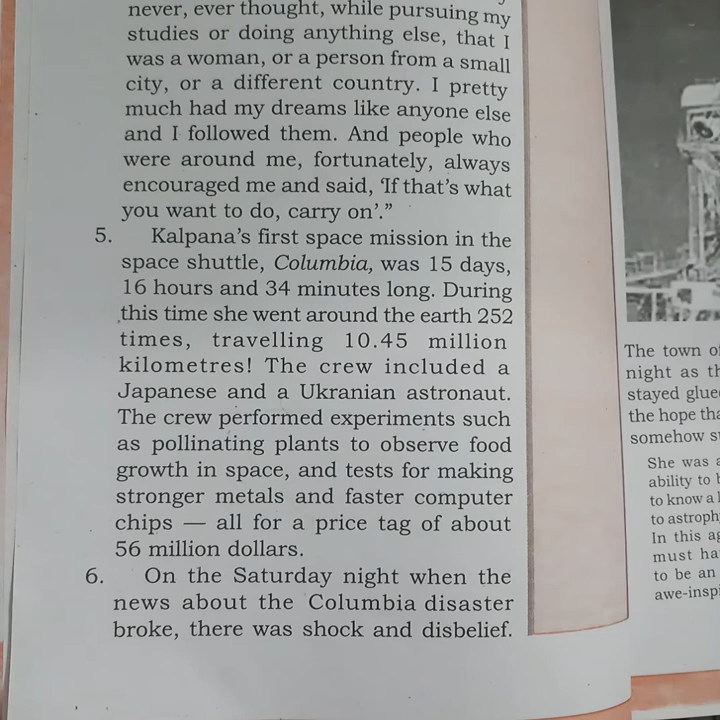 never, ever thought, while pursuing my
studies or doing anything else, that I
was a woman, or a person from a small
city, or a different country. I pretty
much had my dreams like anyone else
and I followed them. And people who
were around me, fortunately, always
encouraged me and said, ‘If that’s what
you want to do, carry on’.”
5. Kalpana’s first space mission in the
space shuttle, Columbia, was 15 days,
16 hours and 34 minutes long. During
this time she went around the earth 252
times, travelling 10.45 million
kilometres! The crew included a
Japanese and a Ukranian astronaut.
The crew performed experiments such
as pollinating plants to observe food
growth in space, and tests for making
stronger metals and faster computer
chips — all for a price tag of about
56 million dollars.
6. On the Saturday night when the
news about the Columbia disaster
broke, there was shock and disbelief.
The town of
night as
stayed
the hope
somehow
She was
ability to
to know a
to
In this
must
to be an